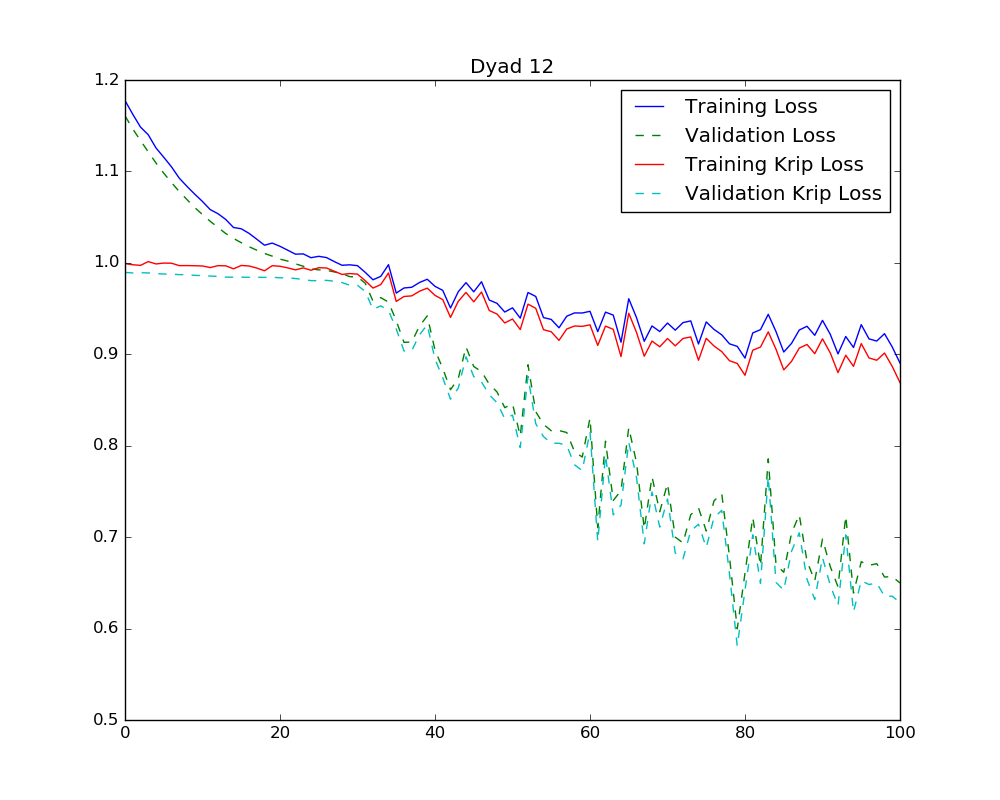 Dyad 12
1.2
1.1
1.0
0.9
0.8
0.7
0.6
0.5
0 20 40 60 80 100
Training Loss
Validation Loss
Training Krip Loss
Validation Krip Loss